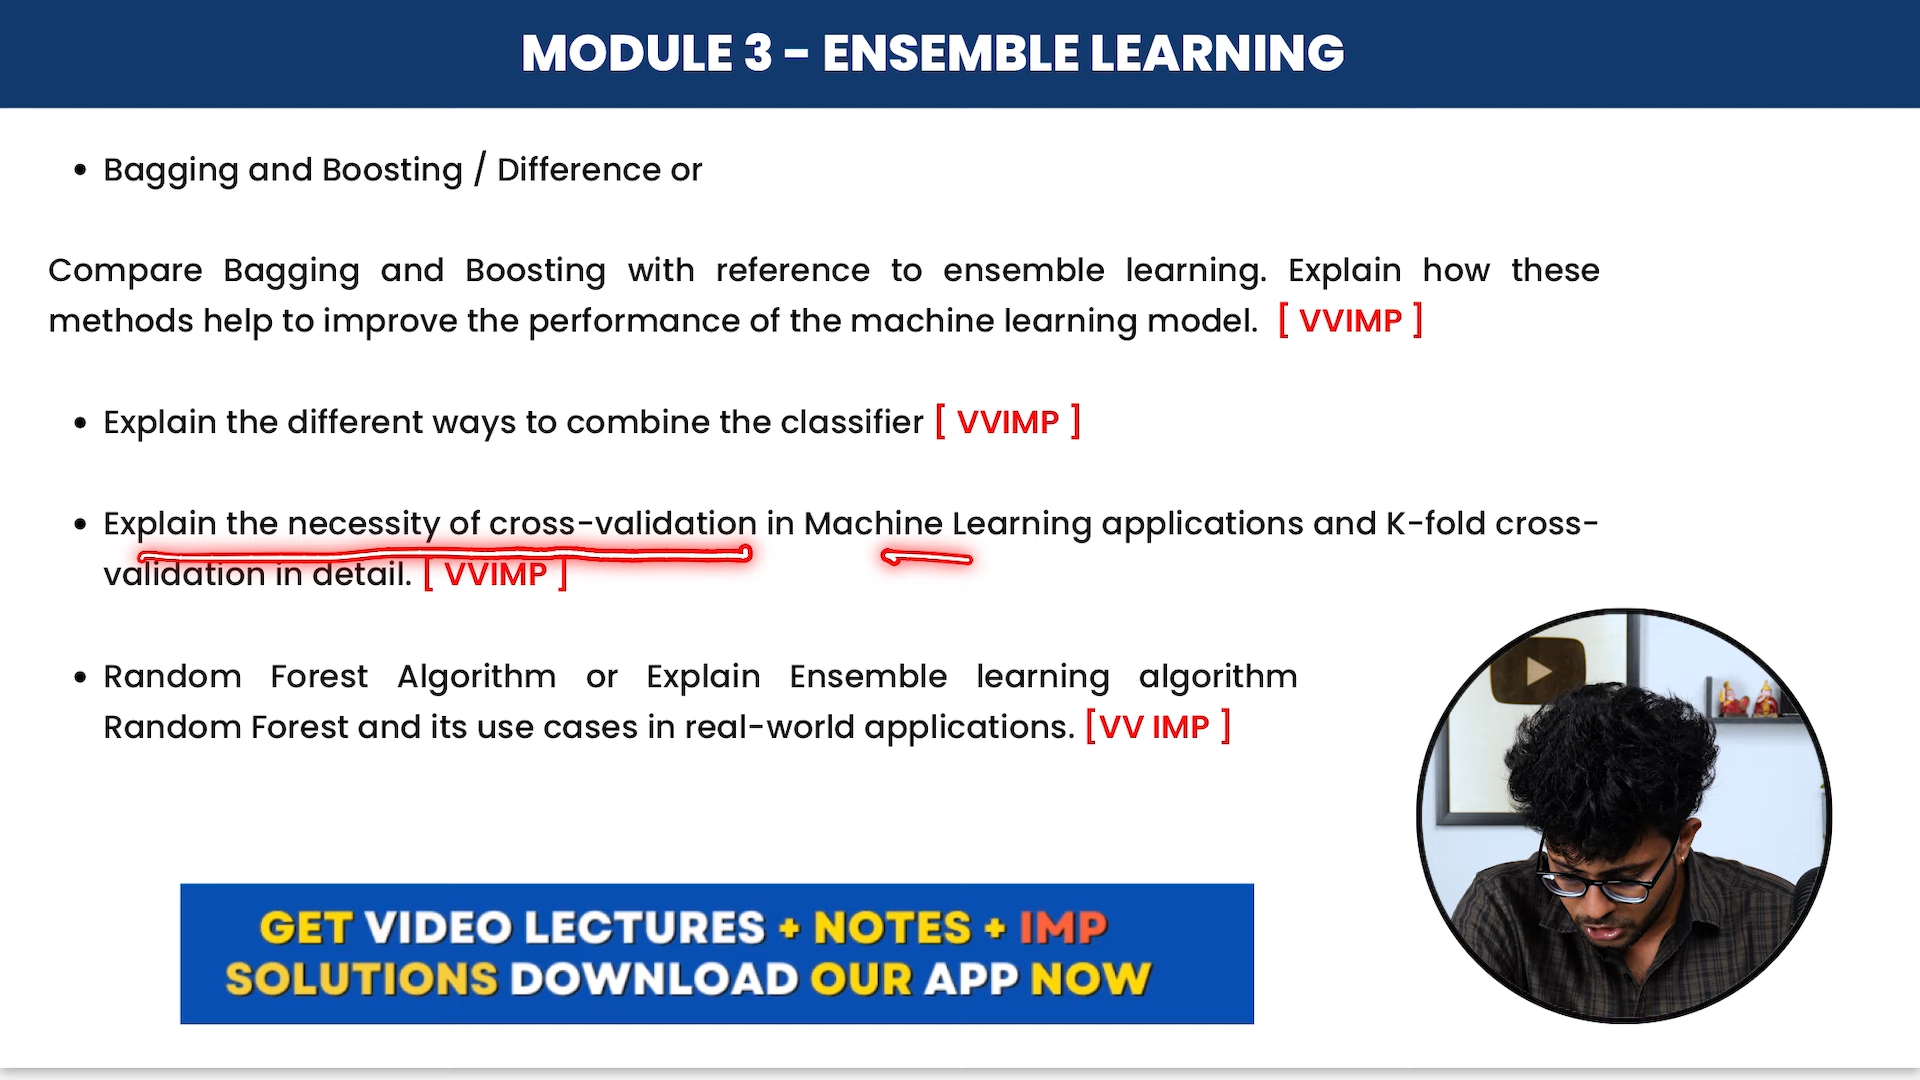 MODULE 3 - ENSEMBLE LEARNING
• Bagging and Boosting / Difference or
Compare Bagging and Boosting with reference to ensemble learning. Explain how these
methods help to improve the performance of the machine learning model. [ VVIMP ]
• Explain the different ways to combine the classifier [ VVIMP ]
• Explain the necessity of cross-validation in Machine Learning applications and K-fold cross-
validation in detail. [ VVIMP ]
• Random Forest Algorithm or Explain Ensemble learning algorithm
Random Forest and its use cases in real-world applications. [VV IMP ]
GET VIDEO LECTURES + NOTES + IMP
SOLUTIONS DOWNLOAD OUR APP NOW